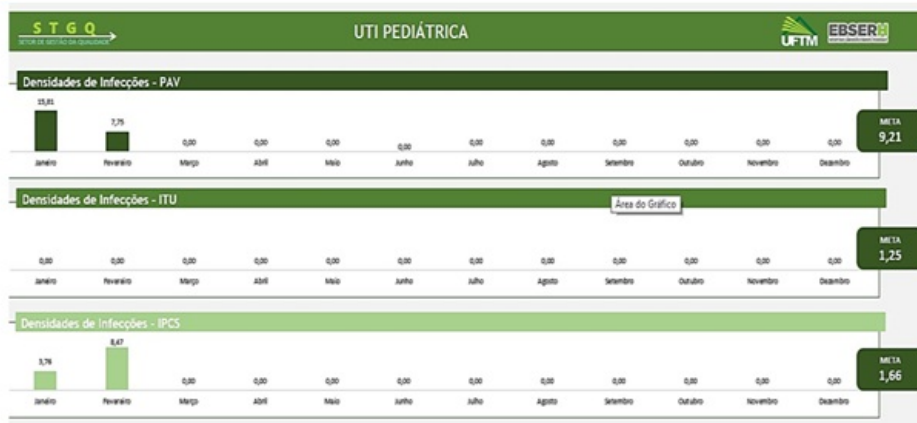 STGQ
SETOR DE GESTÃO DA QUALIDADE
UTI PEDIÁTRICA
UFTM
EBSERH
Densidades de Infecções - PAV
15,81
7,75
0,00 0,00 0,00 0,00 0,00 0,00 0,00 0,00 0,00 0,00
Janeiro Fevereiro Março Abril Maio Junho Julho Agosto Setembro Outubro Novembro Dezembro
META
9,21
Densidades de Infecções - ITU
Área do Gráfico
0,00 0,00 0,00 0,00 0,00 0,00 0,00 0,00 0,00 0,00 0,00 0,00
Janeiro Fevereiro Março Abril Maio Junho Julho Agosto Setembro Outubro Novembro Dezembro
META
1,25
Densidades de Infecções - IPCS
3,76
8,47
0,00 0,00 0,00 0,00 0,00 0,00 0,00 0,00 0,00 0,00
Janeiro Fevereiro Março Abril Maio Junho Julho Agosto Setembro Outubro Novembro Dezembro
META
1,66